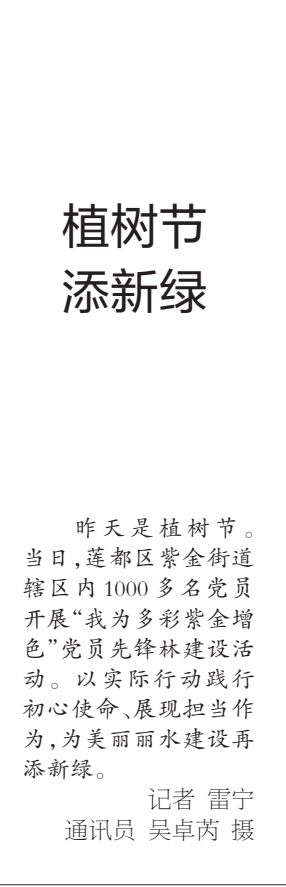 植树节
添新绿
昨天是植树节。
当日，莲都区紫金街道
辖区内1000多名党员
开展“我为多彩紫金增
色”党员先锋林建设活
动。以实际行动践行
初心使命、展现担当作
为，为美丽丽水建设再
添新绿。
记者 雷宁
通讯员 吴卓芮 摄